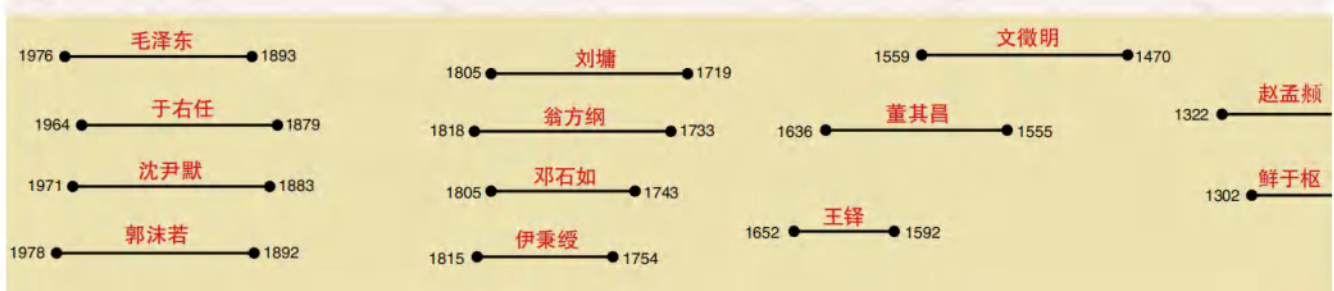 毛泽东
1976 1893
于右任
1964 1879
沈尹默
1971 1883
郭沫若
1978 1892
刘墉
1805 1719
翁方纲
1818 1733
邓石如
1805 1743
伊秉绶
1815 1754
文徵明
1559 1470
董其昌
1636 1555
王铎
1652 1592
赵孟頫
1322
鲜于枢
1302